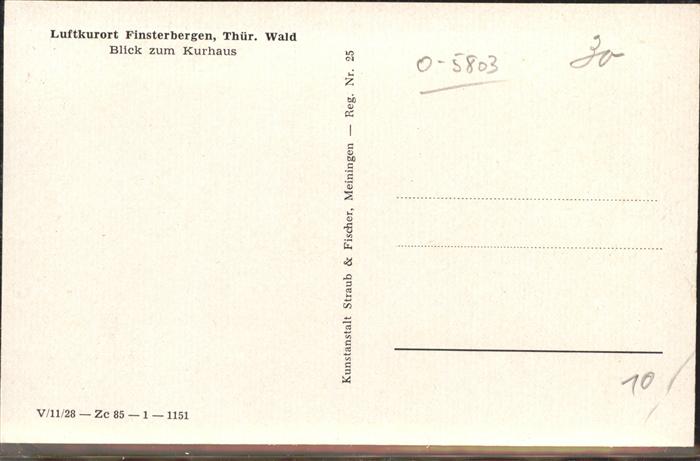 Luftkurort Finsterbergen, Thür. Wald
Blick zum Kurhaus
Kunstanstalt Straub & Fischer, Meiningen — Reg. Nr. 25
O-5803
30
10
V/11/28 — Zc 85 — 1 — 1151